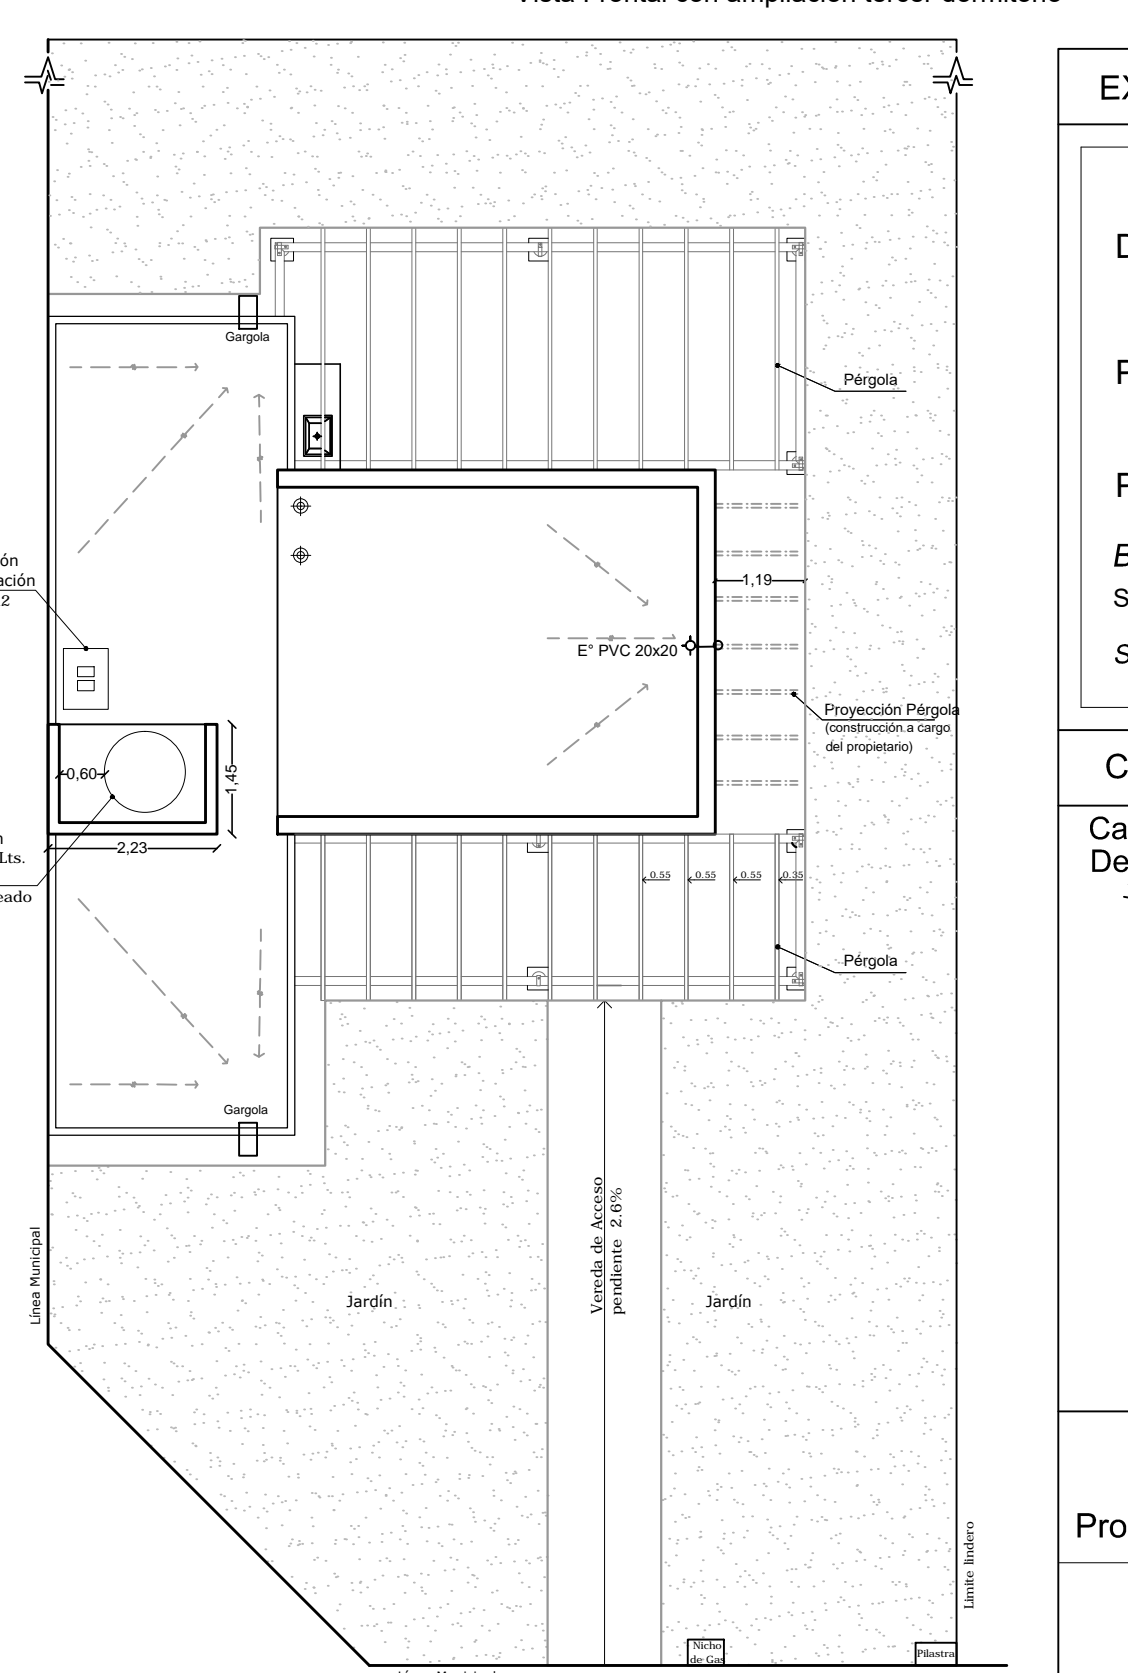 Vista Frontal con ampliación tercer dormitorio
Gargola
Pérgola
1,19
E° PVC 20x20
Proyección Pérgola
(construcción a cargo
del propietario)
ón
ación
2
0,60
1,45
2,23
Lts.
eado
0.55
0.55
0.55
0.35
Pérgola
Gargola
Línea Municipal
Vereda de Acceso
pendiente 2.6%
Jardín
Jardín
Limite lindero
Nicho
de Gas
Pilastra
EX
D
P
P
B
S
S
C
Ca
De
Pro